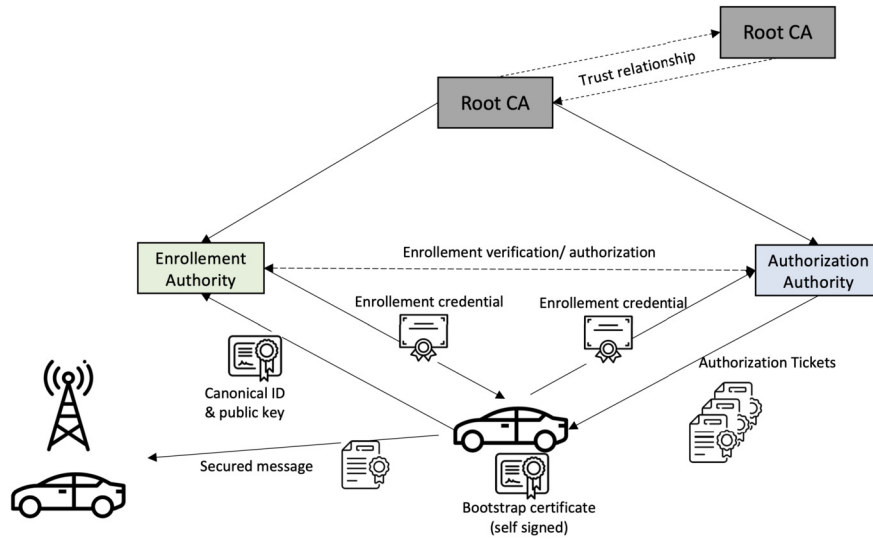 Root CA
Trust relationship
Root CA
Enrollement
Authority
Enrollement verification/ authorization
Authorization
Authority
Enrollement credential
Enrollement credential
Canonical ID
& public key
Authorization Tickets
Secured message
Bootstrap certificate
(self signed)